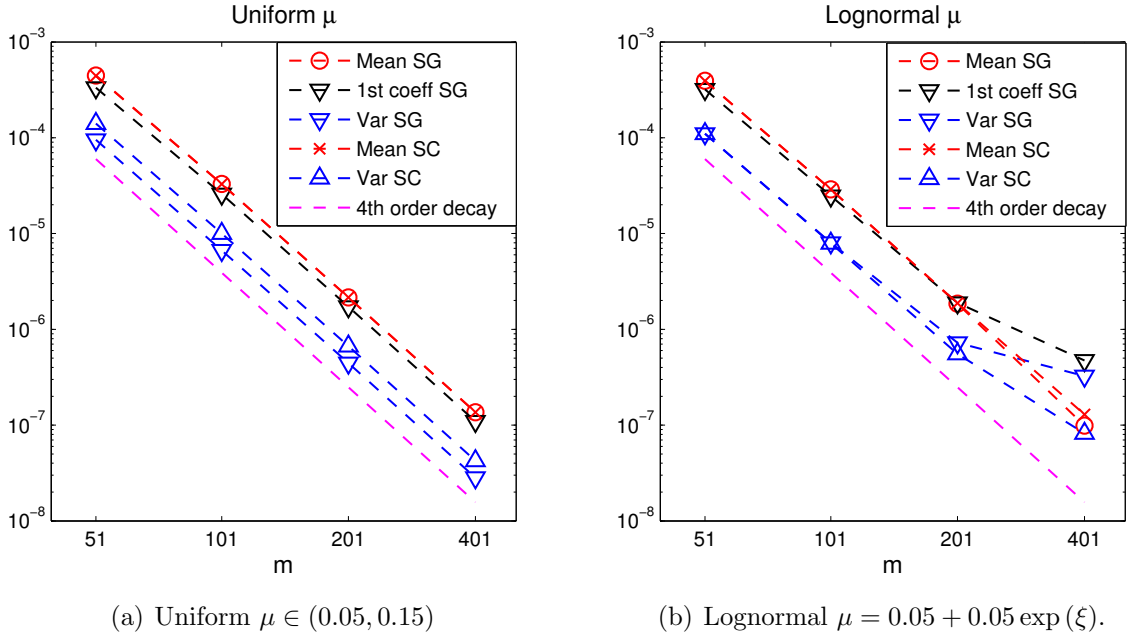 Uniform μ
10⁻³
10⁻⁴
10⁻⁵
10⁻⁶
10⁻⁷
10⁻⁸
Mean SG
1st coeff SG
Var SG
Mean SC
Var SC
4th order decay
51
101
201
401
m
(a) Uniform μ ∈ (0.05, 0.15)
Lognormal μ
10⁻³
10⁻⁴
10⁻⁵
10⁻⁶
10⁻⁷
10⁻⁸
Mean SG
1st coeff SG
Var SG
Mean SC
Var SC
4th order decay
51
101
201
401
m
(b) Lognormal μ = 0.05 + 0.05 exp (ξ).